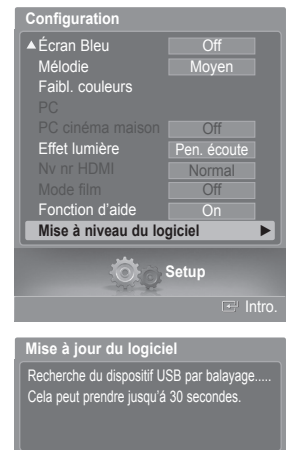 Configuration
▲Écran Bleu Off
Mélodie Moyen
Faibl. couleurs
PC
PC cinéma maison Off
Effet lumière Pen. écoute
Nv nr HDMI Normal
Mode film Off
Fonction d'aide On
Mise à niveau du logiciel ►
Setup
Intro.
Mise à jour du logiciel
Recherche du dispositif USB par balayage.....
Cela peut prendre jusqu'á 30 secondes.